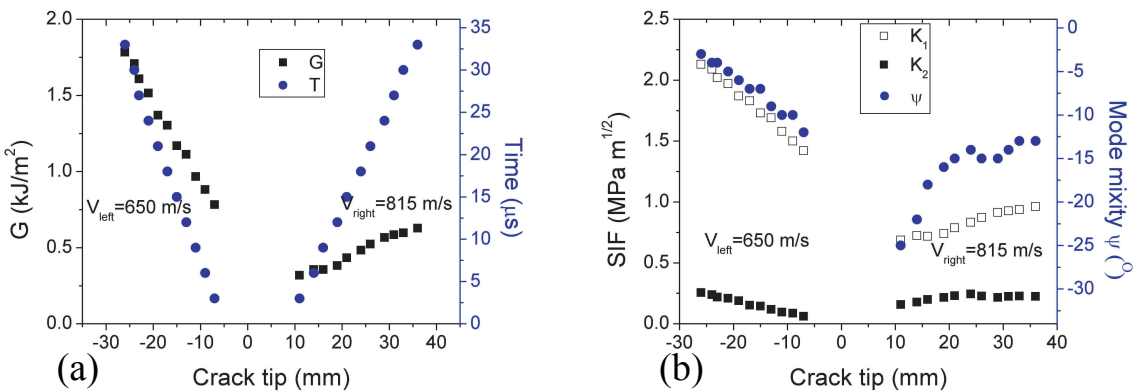 2.0
1.5
1.0
0.5
0.0
G (kJ/m²)
G
T
V_left=650 m/s
V_right=815 m/s
35
30
25
20
15
10
5
0
Time (μs)
-30 -20 -10 0 10 20 30 40
Crack tip (mm)
(a)
2.5
2.0
1.5
1.0
0.5
0.0
SIF (MPa m^1/2)
K₁
K₂
ψ
V_left=650 m/s
V_right=815 m/s
0
-5
-10
-15
-20
-25
-30
Mode mixity ψ (°)
-30 -20 -10 0 10 20 30 40
Crack tip (mm)
(b)